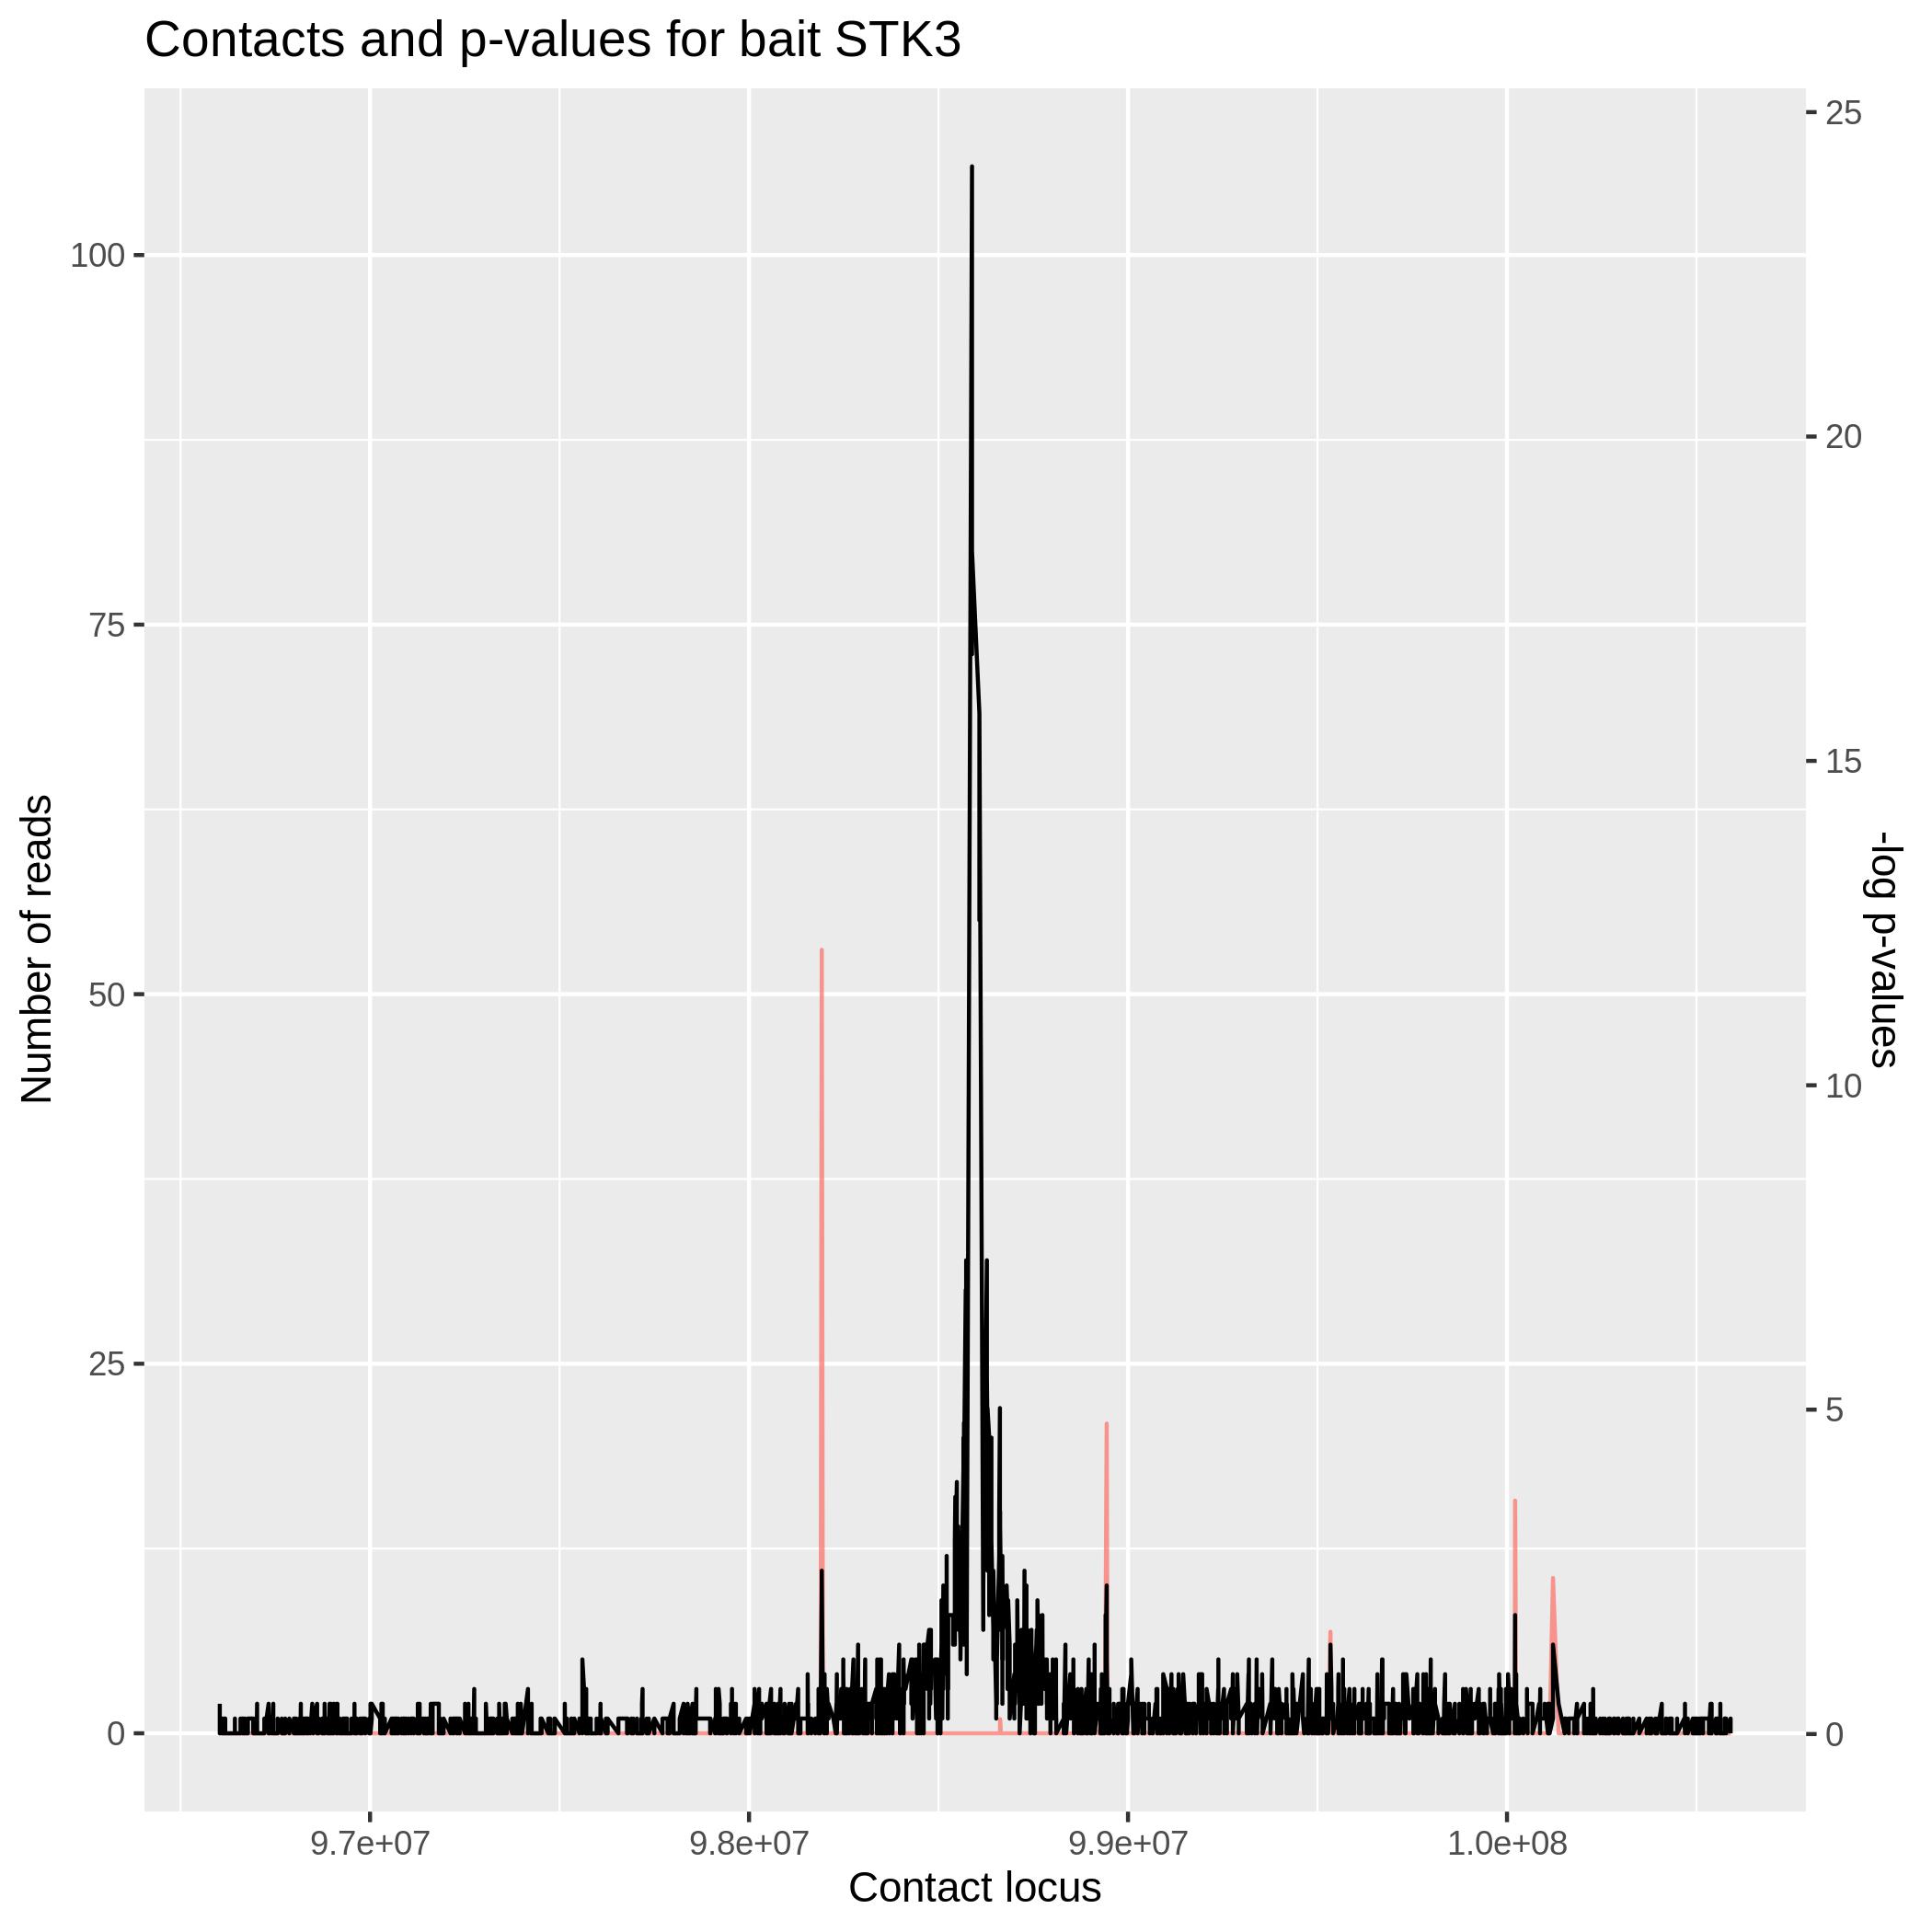 Contacts and p-values for bait STK3
Number of reads
100
75
50
25
0
25
20
15
10
5
0
-log p-values
9.7e+07 9.8e+07 9.9e+07 1.0e+08
Contact locus